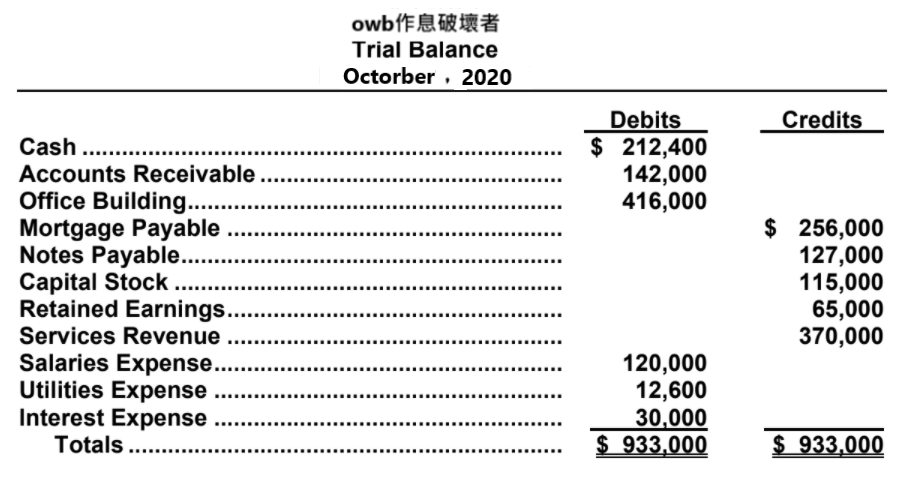 owb作息破壞者
Trial Balance
Octorber , 2020
Debits Credits
Cash ........................................................................ $ 212,400
Accounts Receivable ............................................. 142,000
Office Building......................................................... 416,000
Mortgage Payable .................................................. $ 256,000
Notes Payable......................................................... 127,000
Capital Stock .......................................................... 115,000
Retained Earnings.................................................. 65,000
Services Revenue .................................................. 370,000
Salaries Expense.................................................... 120,000
Utilities Expense .................................................... 12,600
Interest Expense .................................................... 30,000
Totals ................................................................. $ 933,000 $ 933,000